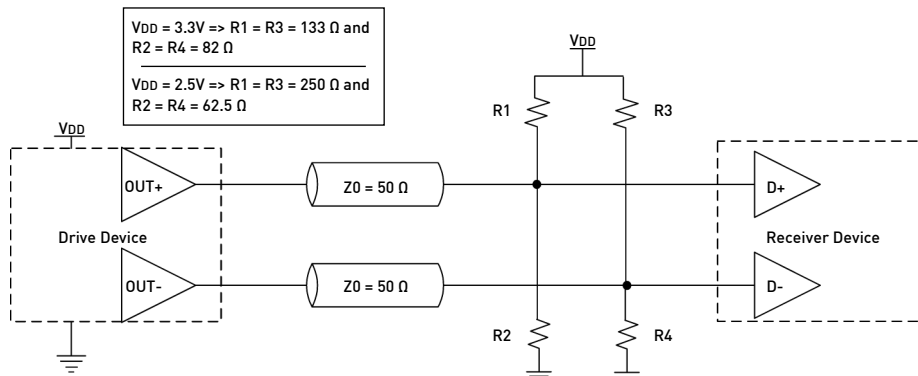 VDD = 3.3V => R1 = R3 = 133 Ω and
R2 = R4 = 82 Ω
VDD = 2.5V => R1 = R3 = 250 Ω and
R2 = R4 = 62.5 Ω
VDD
R1
R3
VDD
OUT+
Z0 = 50 Ω
D+
Drive Device
Receiver Device
OUT-
Z0 = 50 Ω
D-
R2
R4